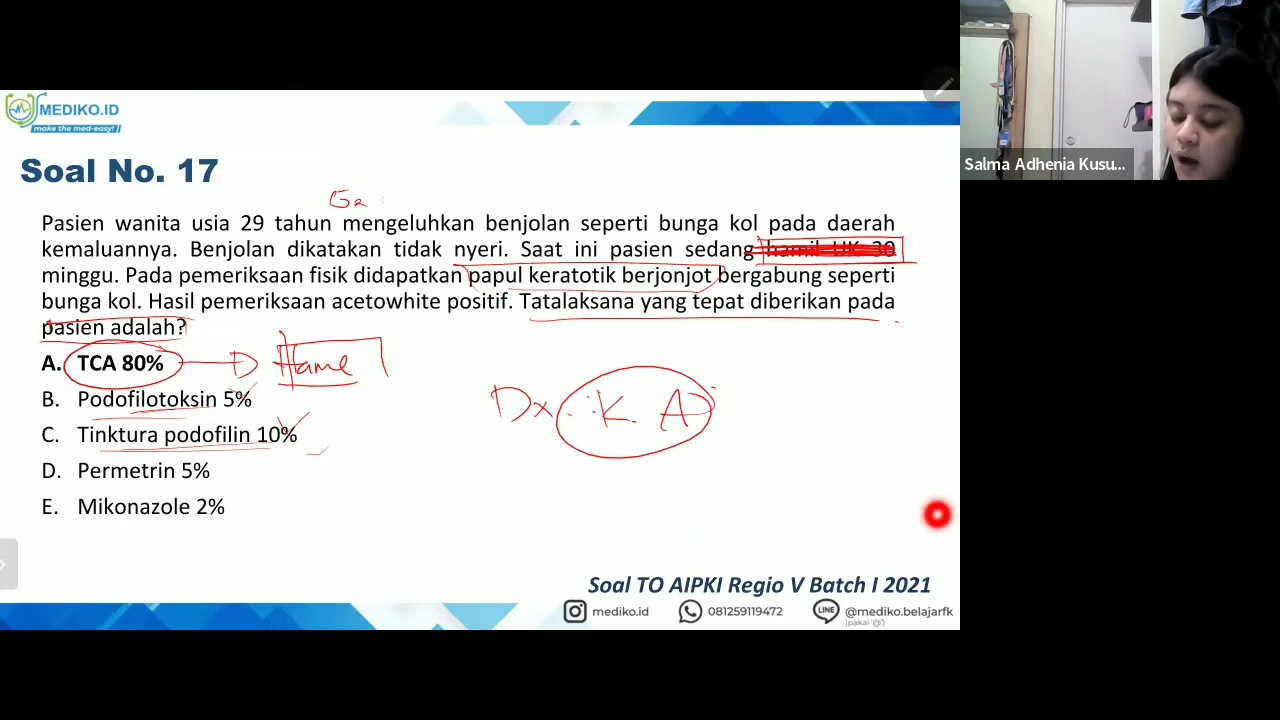 MEDIKO.ID
make the med-easy!
Soal No. 17
Pasien wanita usia 29 tahun mengeluhkan benjolan seperti bunga kol pada daerah
kemaluannya. Benjolan dikatakan tidak nyeri. Saat ini pasien sedang hamil UK 30
minggu. Pada pemeriksaan fisik didapatkan papul keratotik berjonjot bergabung seperti
bunga kol. Hasil pemeriksaan acetowhite positif. Tatalaksana yang tepat diberikan pada
pasien adalah?
A. TCA 80%
B. Podofilotoksin 5%
C. Tinktura podofilin 10%
D. Permetrin 5%
E. Mikonazole 2%
Dx : K. A
Soal TO AIPKI Regio V Batch I 2021
mediko.id
081259119472
LINE
@mediko.belajarfk
(pakai '@')
Salma Adhenia Kusu...